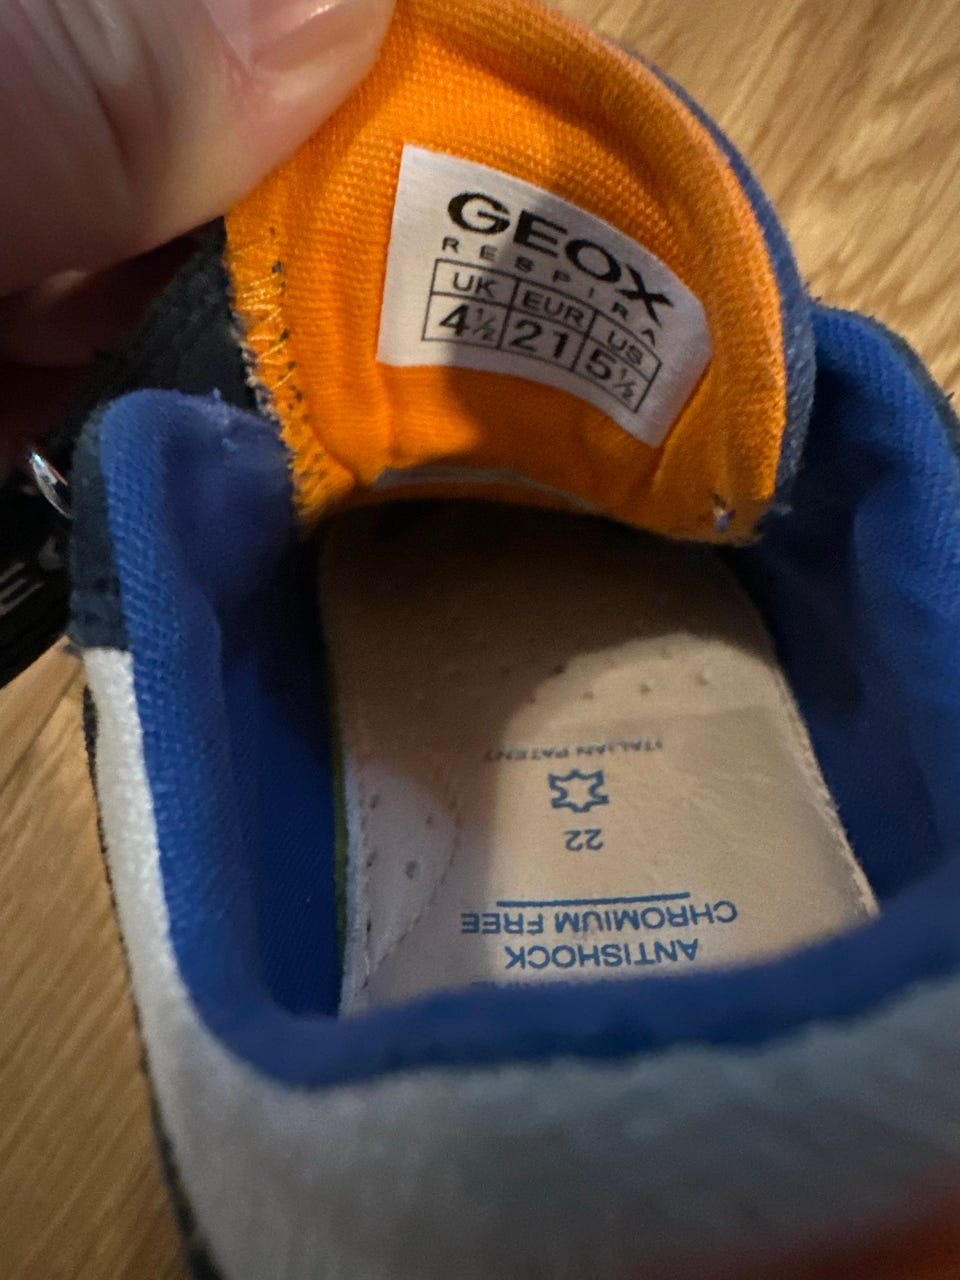 GEOX
RESPIRA
UK EUR US
4½ 21 5½
ANTISHOCK
CHROMIUM FREE
22
ITALIAN PATENT